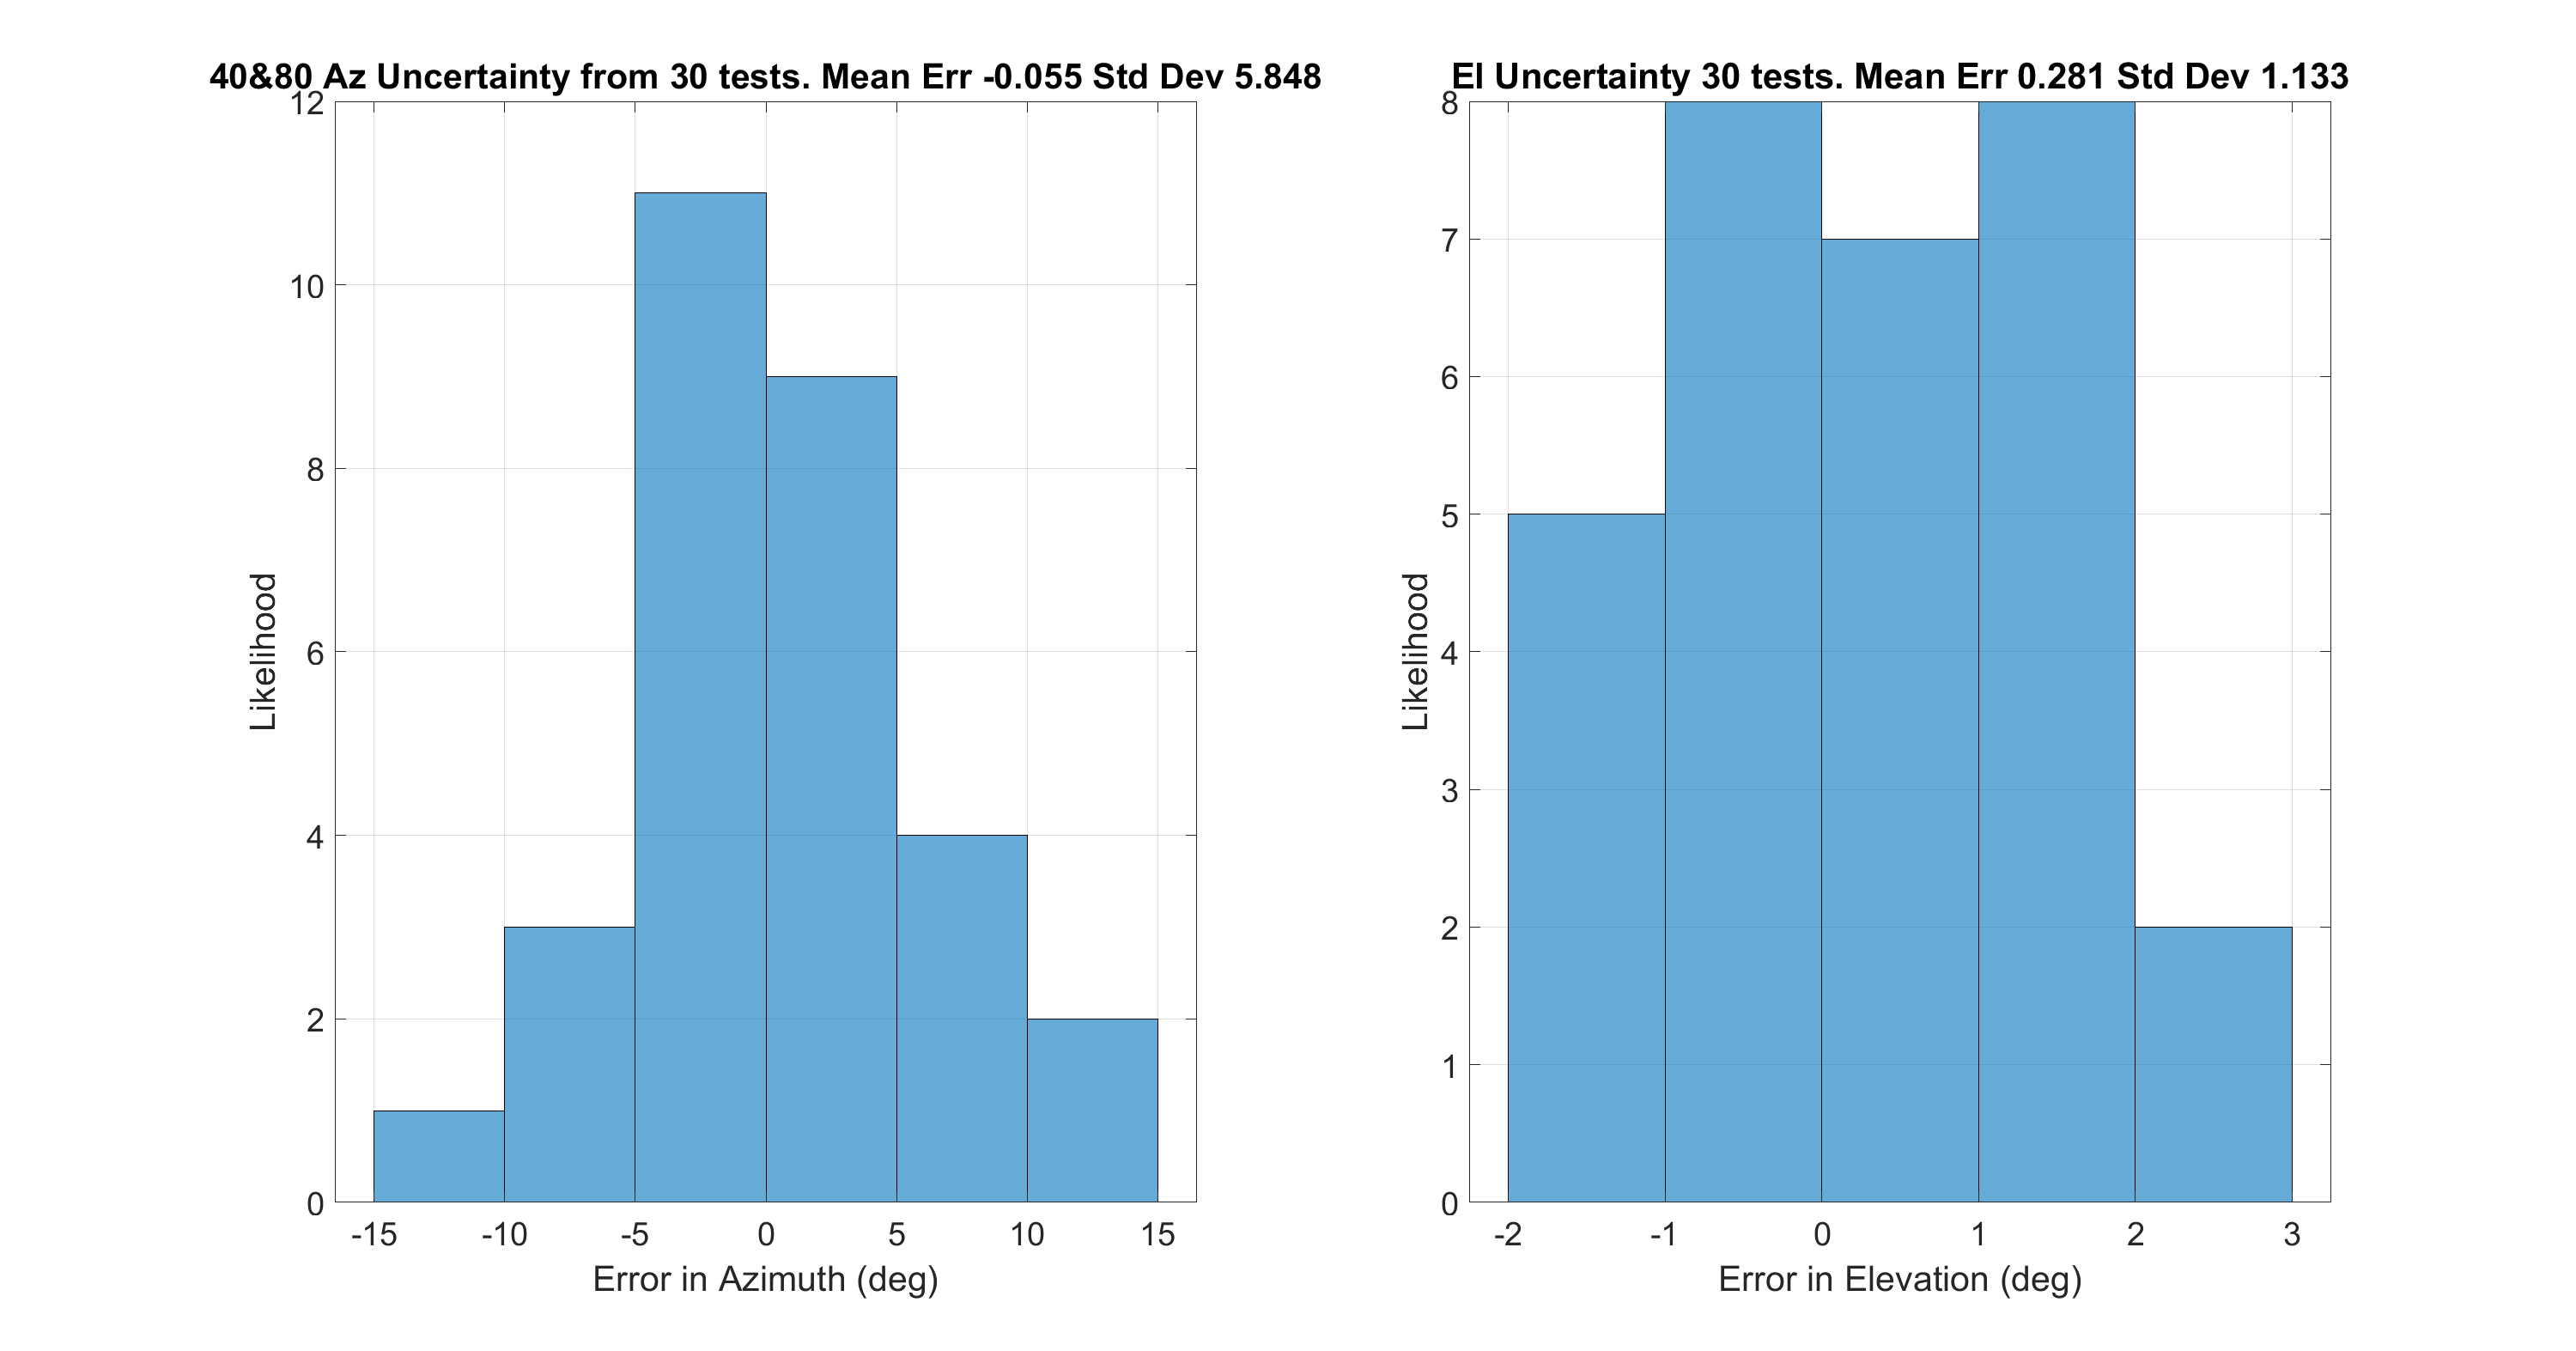 40&80 Az Uncertainty from 30 tests. Mean Err -0.055 Std Dev 5.848
12
10
8
6
4
2
0
Likelihood
-15 -10 -5 0 5 10 15
Error in Azimuth (deg)
El Uncertainty 30 tests. Mean Err 0.281 Std Dev 1.133
8
7
6
5
4
3
2
1
0
Likelihood
-2 -1 0 1 2 3
Error in Elevation (deg)